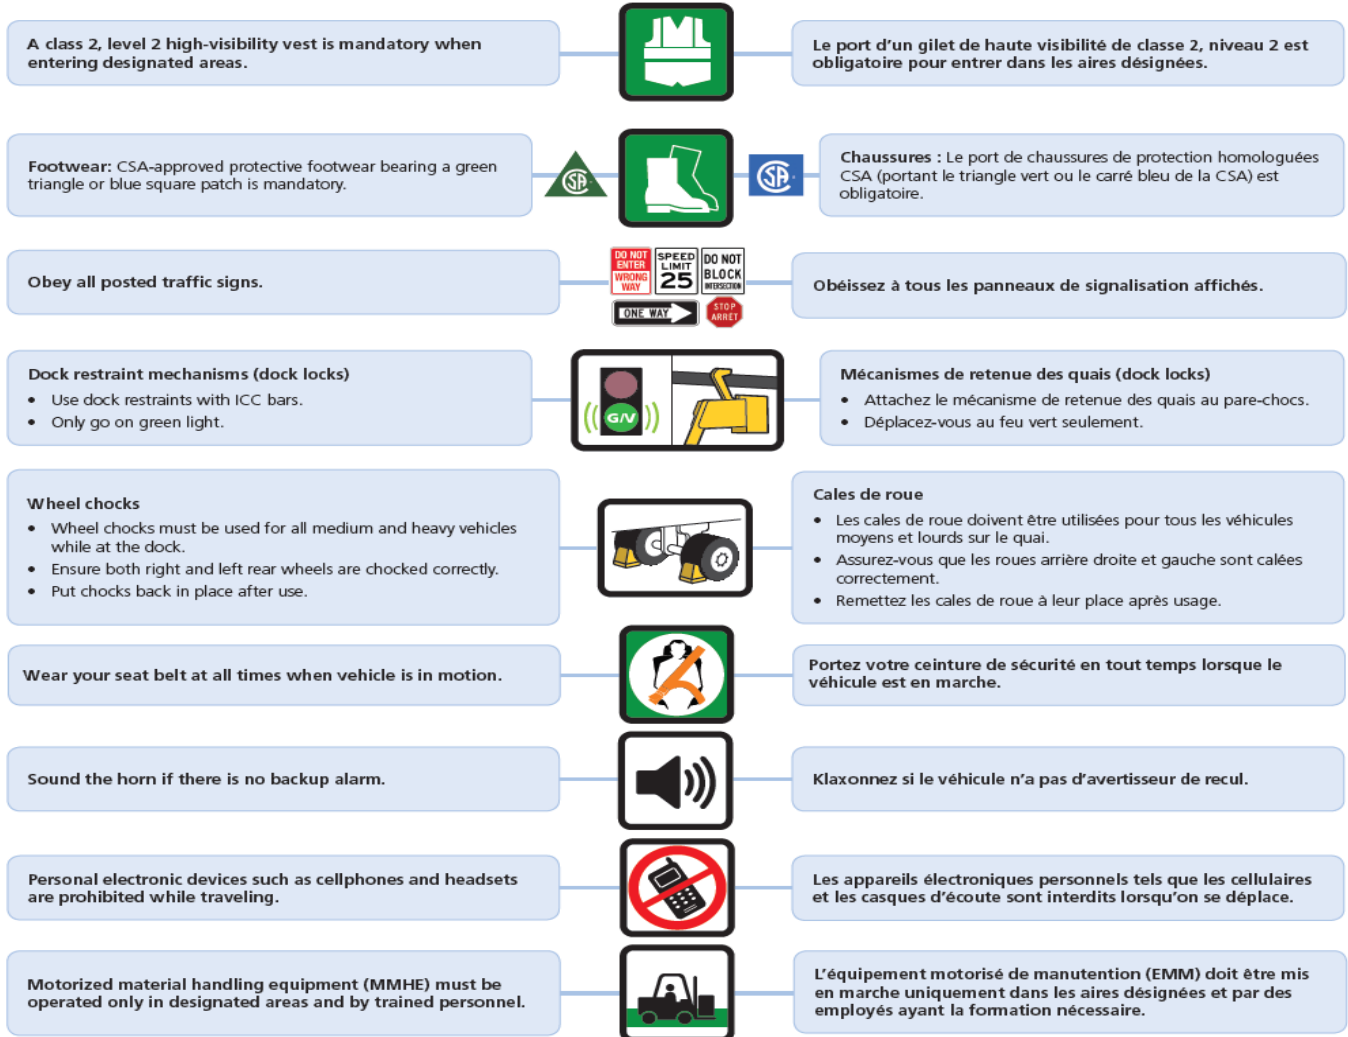 A class 2, level 2 high-visibility vest is mandatory when
entering designated areas.
Le port d'un gilet de haute visibilité de classe 2, niveau 2 est
obligatoire pour entrer dans les aires désignées.
Footwear: CSA-approved protective footwear bearing a green
triangle or blue square patch is mandatory.
CSA
CSA
Chaussures : Le port de chaussures de protection homologuées
CSA (portant le triangle vert ou le carré bleu de la CSA) est
obligatoire.
Obey all posted traffic signs.
DO NOT
ENTER
WRONG
WAY
SPEED
LIMIT
25
DO NOT
BLOCK
INTERSECTION
ONE WAY
STOP
ARRÊT
Obéissez à tous les panneaux de signalisation affichés.
Dock restraint mechanisms (dock locks)
• Use dock restraints with ICC bars.
• Only go on green light.
G/V
Mécanismes de retenue des quais (dock locks)
• Attachez le mécanisme de retenue des quais au pare-chocs.
• Déplacez-vous au feu vert seulement.
Wheel chocks
• Wheel chocks must be used for all medium and heavy vehicles
while at the dock.
• Ensure both right and left rear wheels are chocked correctly.
• Put chocks back in place after use.
Cales de roue
• Les cales de roue doivent être utilisées pour tous les véhicules
moyens et lourds sur le quai.
• Assurez-vous que les roues arrière droite et gauche sont calées
correctement.
• Remettez les cales de roue à leur place après usage.
Wear your seat belt at all times when vehicle is in motion.
Portez votre ceinture de sécurité en tout temps lorsque le
véhicule est en marche.
Sound the horn if there is no backup alarm.
Klaxonnez si le véhicule n'a pas d'avertisseur de recul.
Personal electronic devices such as cellphones and headsets
are prohibited while traveling.
Les appareils électroniques personnels tels que les cellulaires
et les casques d'écoute sont interdits lorsqu'on se déplace.
Motorized material handling equipment (MMHE) must be
operated only in designated areas and by trained personnel.
L'équipement motorisé de manutention (EMM) doit être mis
en marche uniquement dans les aires désignées et par des
employés ayant la formation nécessaire.